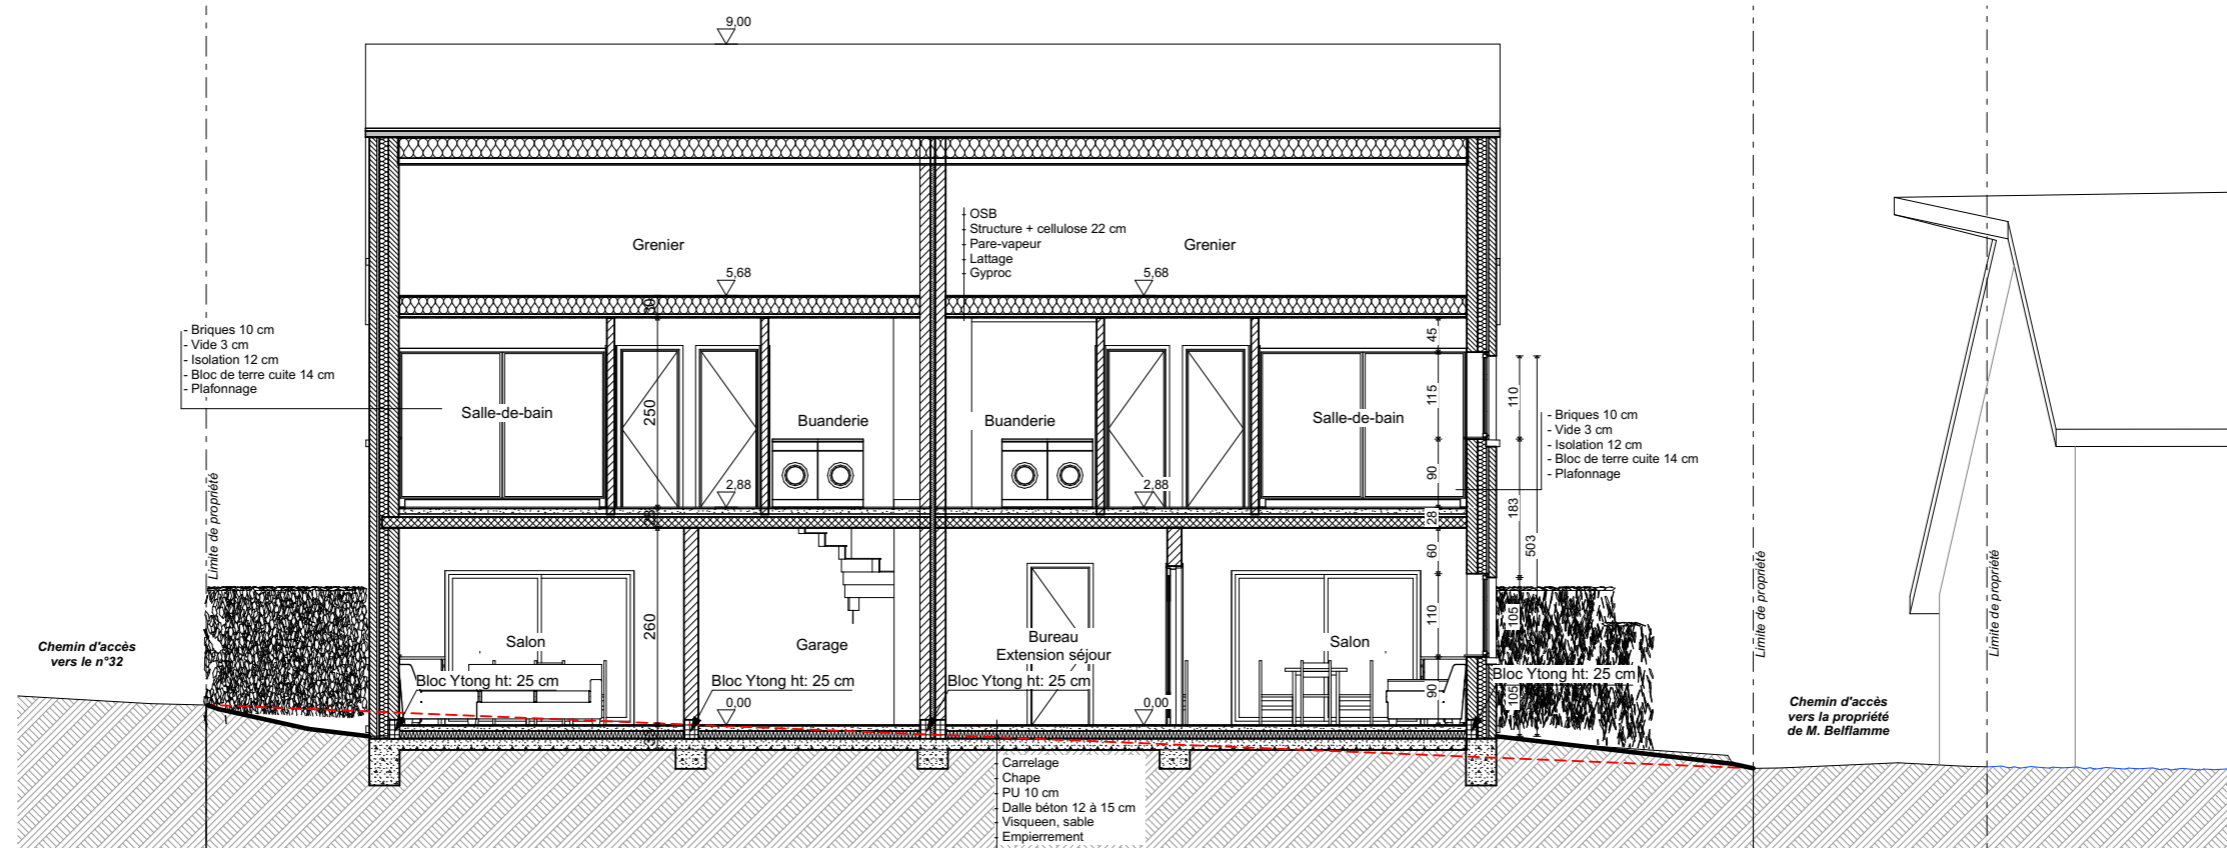 9,00
- OSB
- Structure + cellulose 22 cm
- Pare-vapeur
- Lattage
- Gyproc
Grenier
Grenier
5,68
5,68
30
- Briques 10 cm
- Vide 3 cm
- Isolation 12 cm
- Bloc de terre cuite 14 cm
- Plafonnage
45
115
110
Salle-de-bain
250
Buanderie
Buanderie
Salle-de-bain
- Briques 10 cm
- Vide 3 cm
- Isolation 12 cm
- Bloc de terre cuite 14 cm
- Plafonnage
90
2,88
2,88
183
28
28
503
60
Limite de propriété
Limite de propriété
Limite de propriété
260
110
105
Salon
Garage
Bureau
Extension séjour
Salon
Chemin d'accès
vers le n°32
Bloc Ytong ht: 25 cm
Bloc Ytong ht: 25 cm
Bloc Ytong ht: 25 cm
Bloc Ytong ht: 25 cm
90
105
0,00
0,00
Chemin d'accès
vers la propriété
de M. Belflamme
- Carrelage
- Chape
- PU 10 cm
- Dalle béton 12 à 15 cm
- Visqueen, sable
- Empierrement